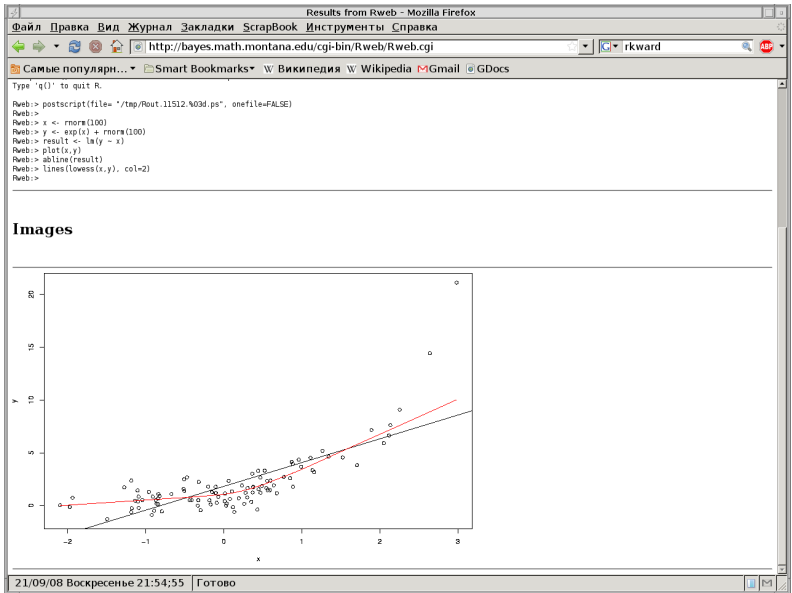 Results from Rweb - Mozilla Firefox
Файл Правка Вид Журнал Закладки ScrapBook Инструменты Справка
http://bayes.math.montana.edu/cgi-bin/Rweb/Rweb.cgi G rkward ABP
Самые популярн... Smart Bookmarks W Википедия W Wikipedia M Gmail GDocs
Type 'q()' to quit R.
Rweb:> postscript(file= "/tmp/Rout.11512.%03d.ps", onefile=FALSE)
Rweb:>
Rweb:> x <- rnorm(100)
Rweb:> y <- exp(x) + rnorm(100)
Rweb:> result <- lm(y ~ x)
Rweb:> plot(x,y)
Rweb:> abline(result)
Rweb:> lines(lowess(x,y), col=2)
Rweb:>
Images
20
15
10
5
0
y
-2 -1 0 1 2 3
x
21/09/08 Воскресенье 21:54;55 Готово